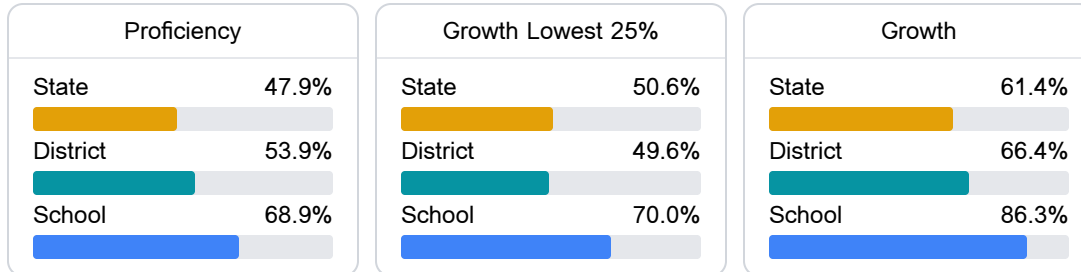 Proficiency
State 47.9%
District 53.9%
School 68.9%
Growth Lowest 25%
State 50.6%
District 49.6%
School 70.0%
Growth
State 61.4%
District 66.4%
School 86.3%